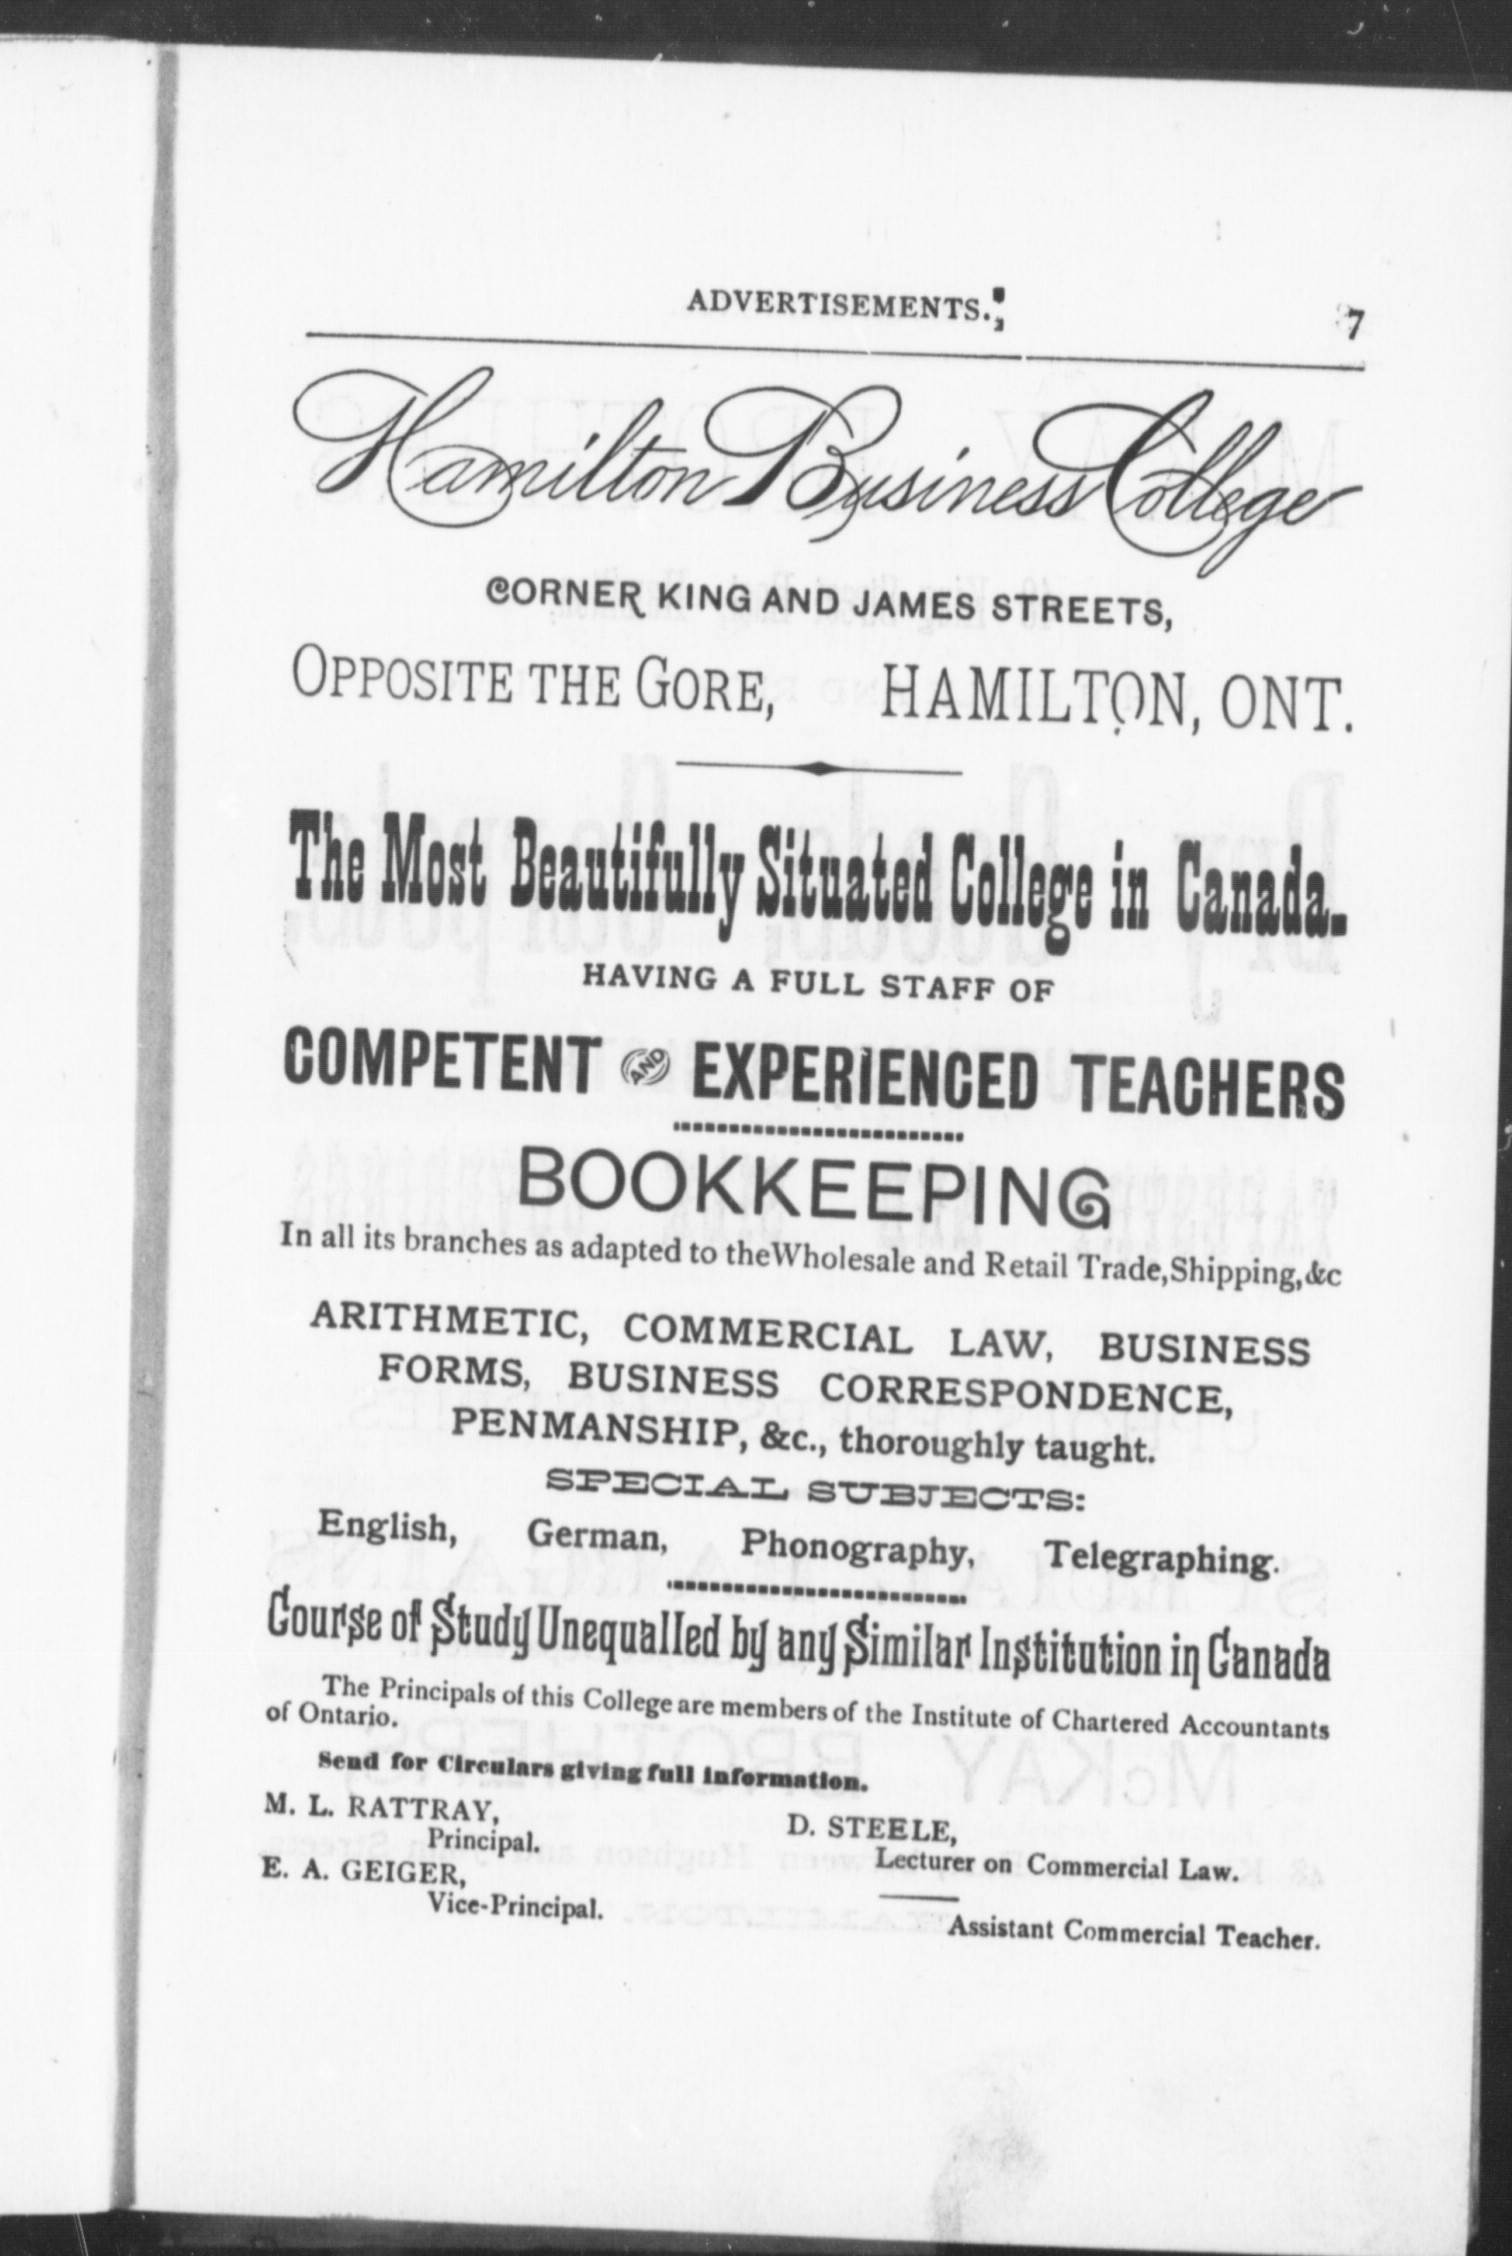 ADVERTISEMENTS.
7
Hamilton Business College
CORNER KING AND JAMES STREETS,
OPPOSITE THE GORE, HAMILTON, ONT.
The Most Beautifully Situated College in Canada.
HAVING A FULL STAFF OF
COMPETENT AND EXPERIENCED TEACHERS
BOOKKEEPING
In all its branches as adapted to the Wholesale and Retail Trade, Shipping, &c
ARITHMETIC, COMMERCIAL LAW, BUSINESS
FORMS, BUSINESS CORRESPONDENCE,
PENMANSHIP, &c., thoroughly taught.
SPECIAL SUBJECTS:
English, German, Phonography, Telegraphing.
Course of Study Unequalled by any Similar Institution in Canada
The Principals of this College are members of the Institute of Chartered Accountants
of Ontario.
Send for Circulars giving full information.
M. L. RATTRAY,
Principal.
E. A. GEIGER,
Vice-Principal.
D. STEELE,
Lecturer on Commercial Law.
Assistant Commercial Teacher.